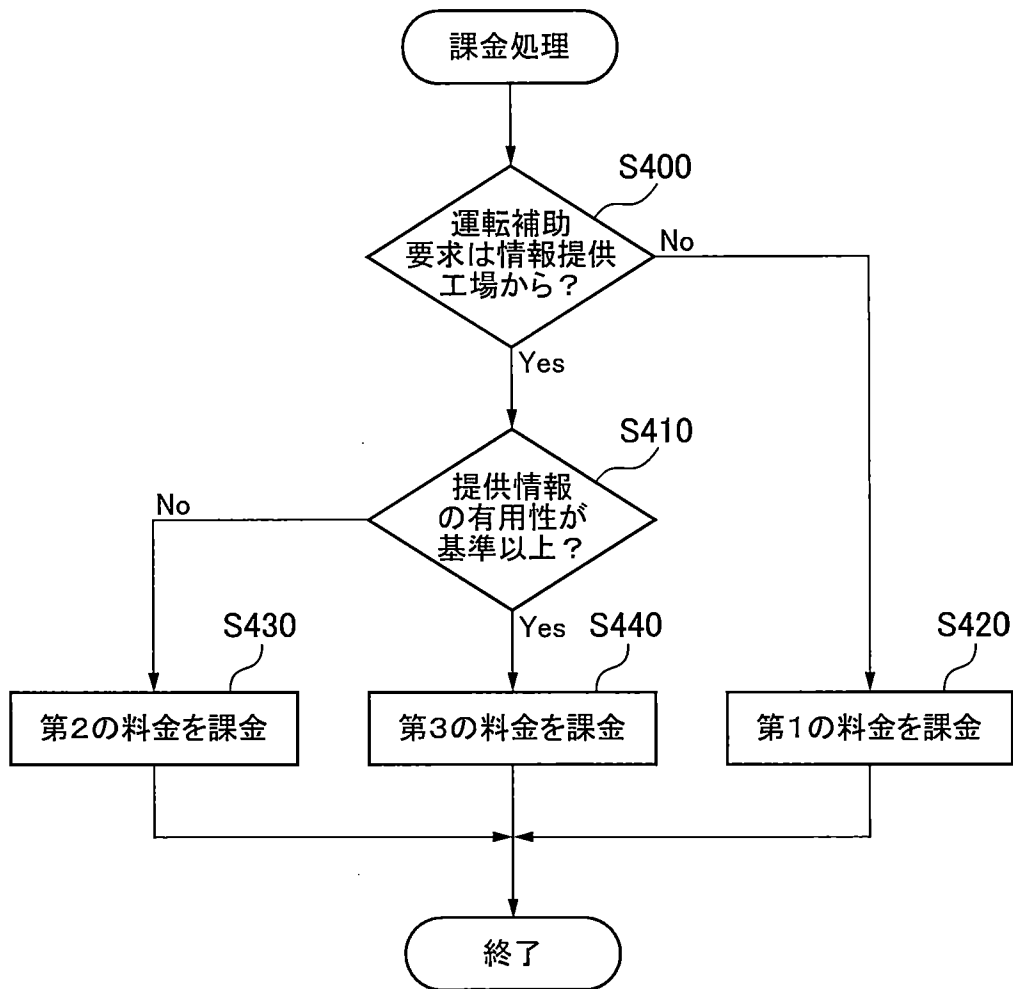 課金処理
S400
運転補助
要求は情報提供
工場から？
No
Yes
S410
提供情報
の有用性が
基準以上？
No
Yes
S430
S440
S420
第2の料金を課金
第3の料金を課金
第1の料金を課金
終了